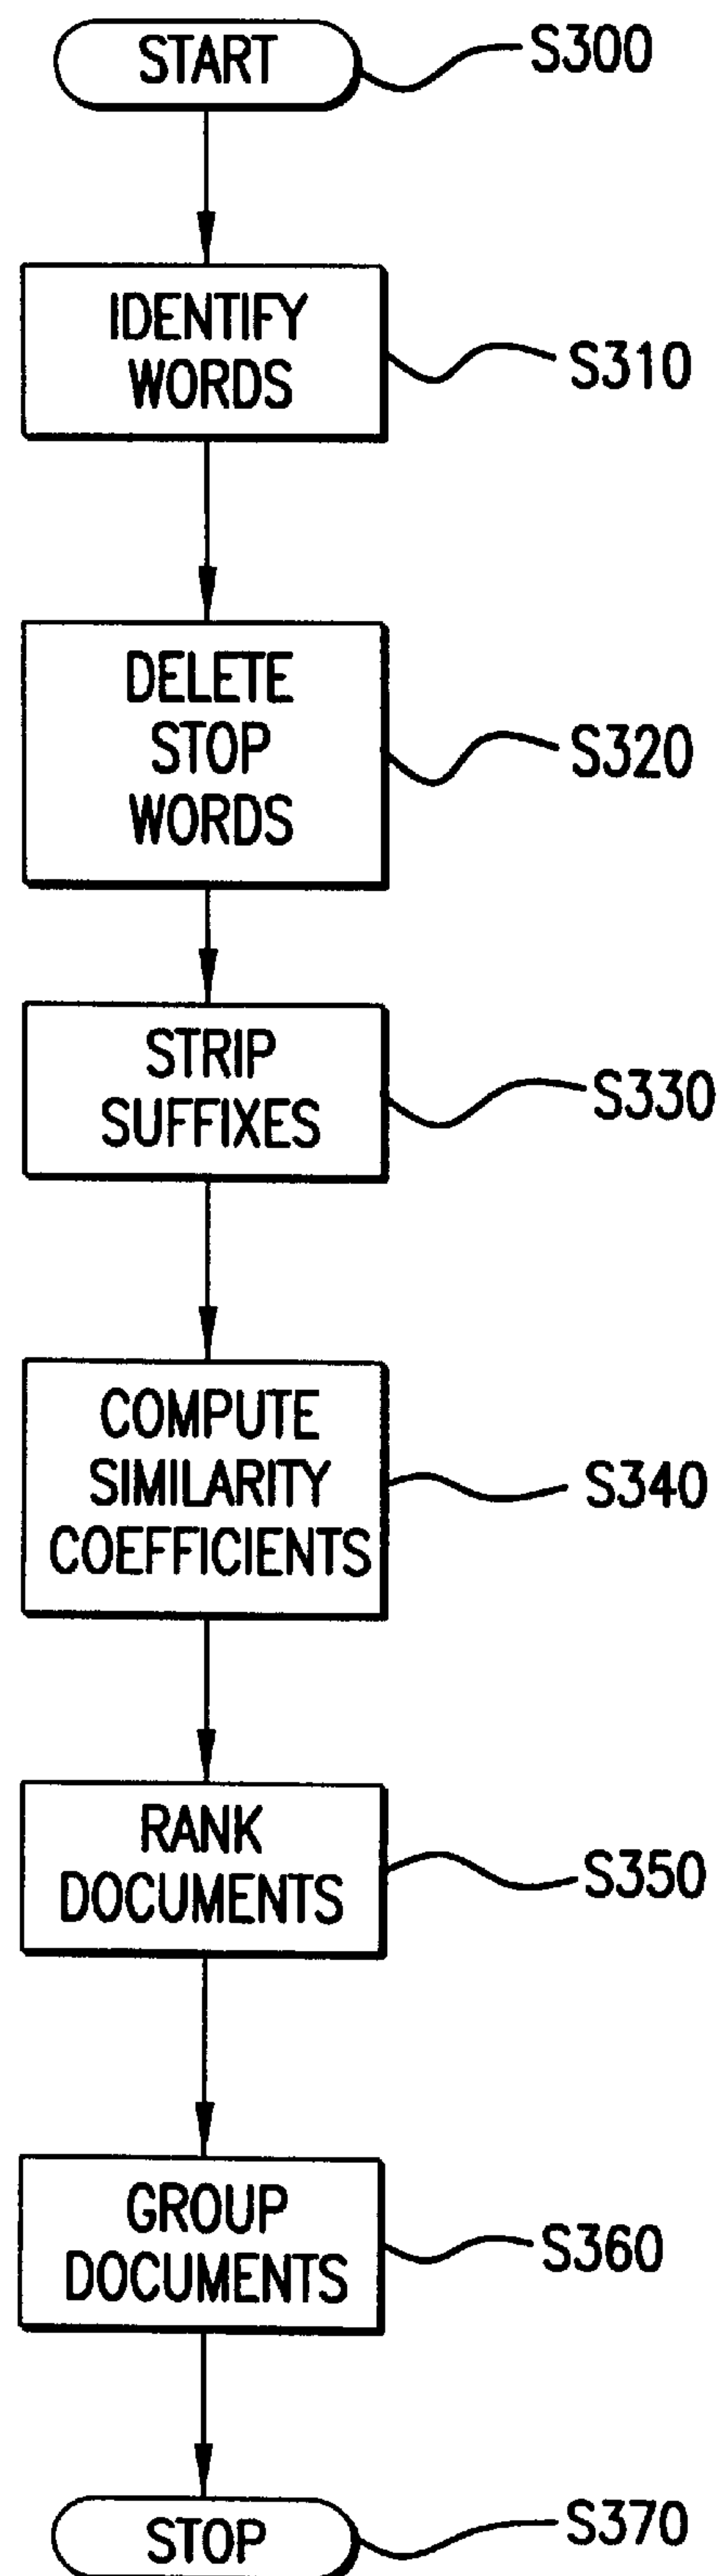 START
S300
IDENTIFY
WORDS
S310
DELETE
STOP
WORDS
S320
STRIP
SUFFIXES
S330
COMPUTE
SIMILARITY
COEFFICIENTS
S340
RANK
DOCUMENTS
S350
GROUP
DOCUMENTS
S360
STOP
S370